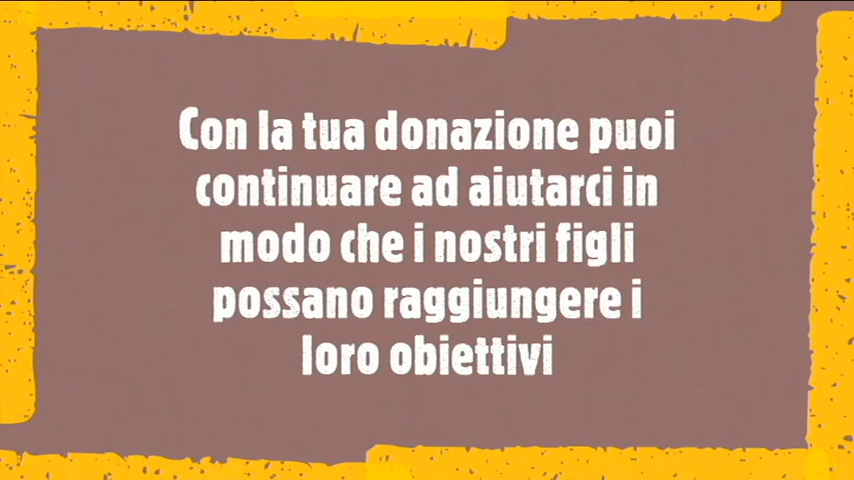 Con la tua donazione puoi
continuare ad aiutarci in
modo che i nostri figli
possano raggiungere i
loro obiettivi